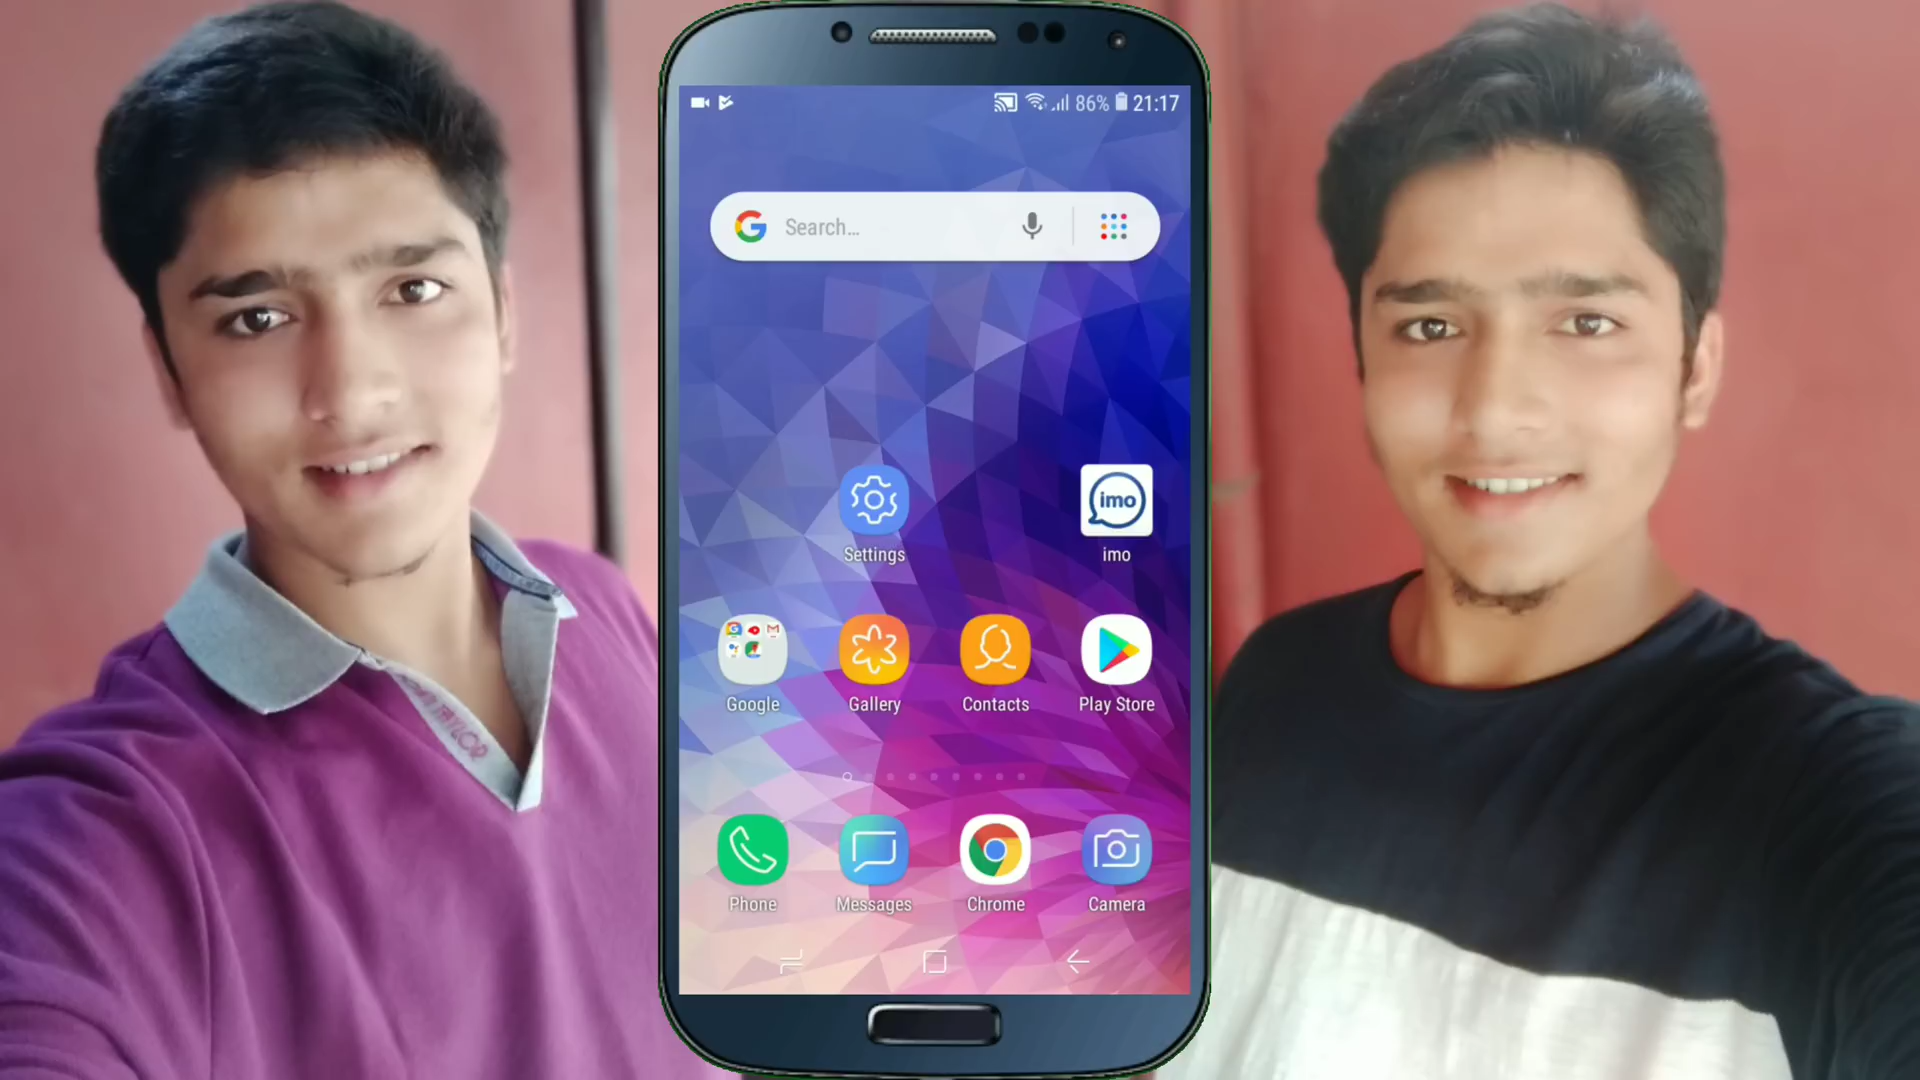 86% 21:17
G Search...
imo
Settings
imo
Google
Gallery
Contacts
Play Store
Phone
Messages
Chrome
Camera